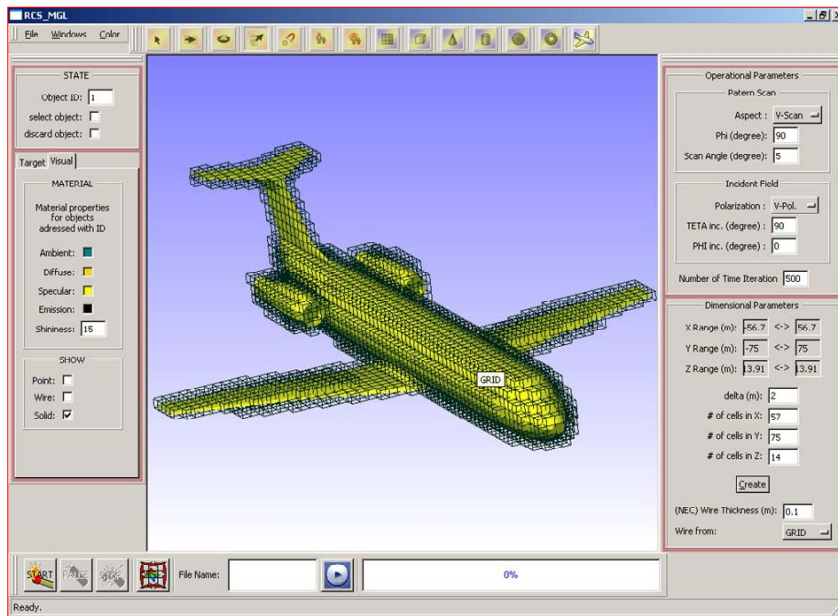 RCS_MGL
File Windows Color
STATE
Object ID: 1
select object:
discard object:
Target Visual
MATERIAL
Material properties
for objects
adressed with ID
Ambient:
Diffuse:
Specular:
Emission:
Shininess: 15
SHOW
Point:
Wire:
Solid:
GRID
Operational Parameters
Patern Scan
Aspect : V-Scan
Phi (degree): 90
Scan Angle (degree): 5
Incident Field
Polarization : V-Pol.
TETA inc. (degree) : 90
PHI inc. (degree) : 0
Number of Time Iteration 500
Dimensional Parameters
X Range (m): -56.7 <-> 56.7
Y Range (m): -75 <-> 75
Z Range (m): 13.91 <-> 13.91
delta (m): 2
# of cells in X: 57
# of cells in Y: 75
# of cells in Z: 14
Create
(NEC) Wire Thickness (m): 0.1
Wire from: GRID
START PAUSE STOP File Name: 0%
Ready.